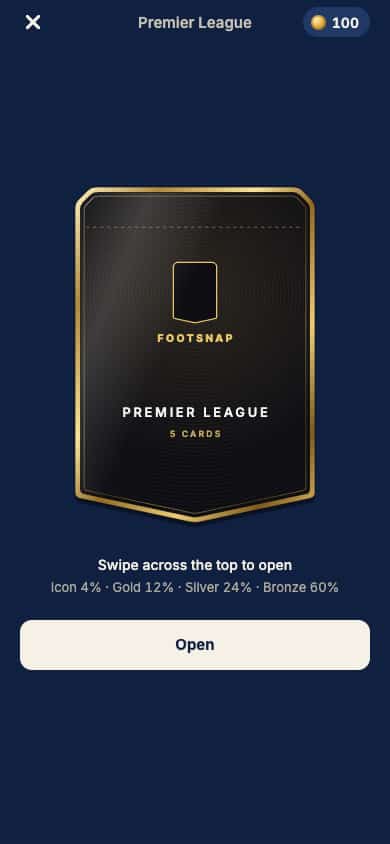 Premier League
100
FOOTSNAP
PREMIER LEAGUE
5 CARDS
Swipe across the top to open
Icon 4% · Gold 12% · Silver 24% · Bronze 60%
Open